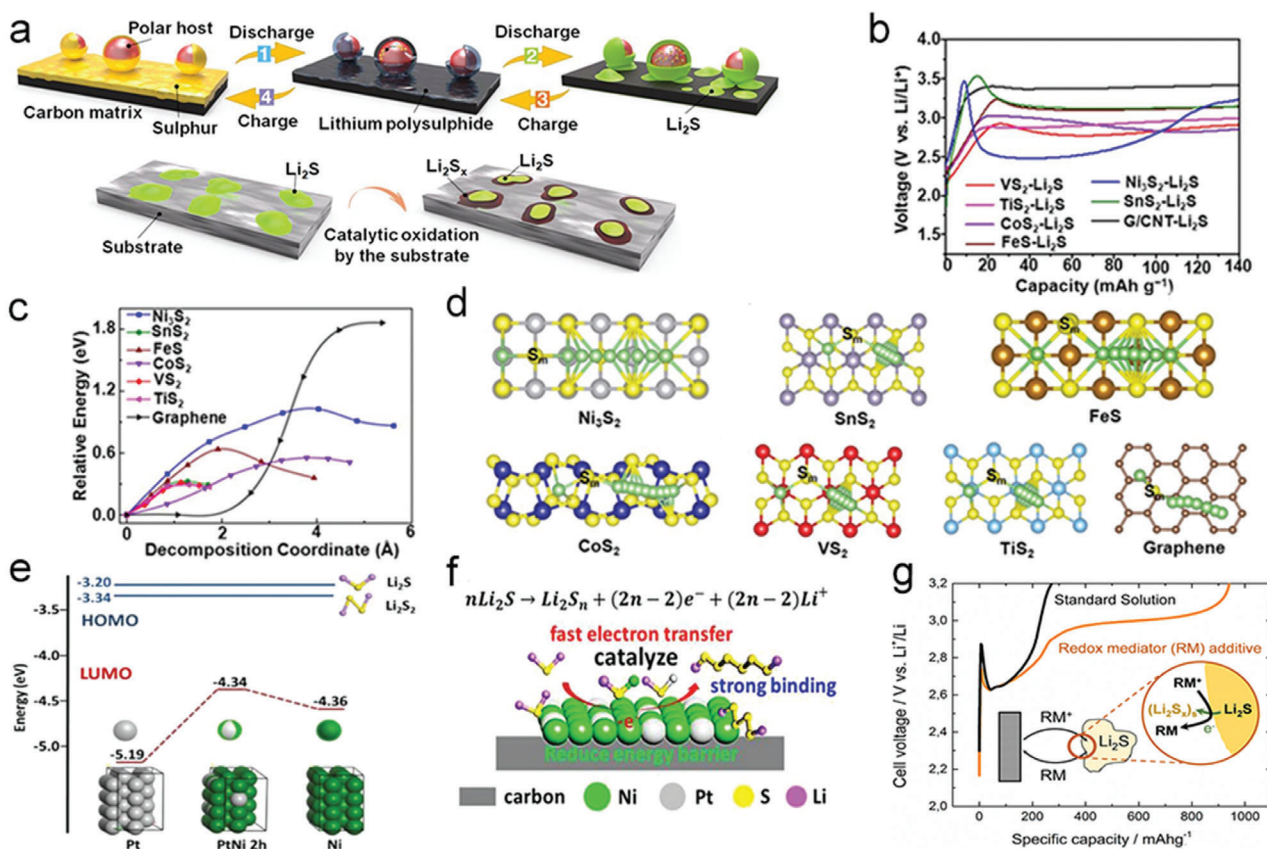 a
Polar host
Discharge
1
Discharge
2
4
Charge
3
Charge
Carbon matrix
Sulphur
Lithium polysulphide
Li₂S
Li₂S
Li₂Sₓ
Li₂S
Substrate
Catalytic oxidation
by the substrate
b
Voltage (V vs. Li/Li⁺)
4.0
3.5
3.0
2.5
2.0
1.5
VS₂-Li₂S
TiS₂-Li₂S
CoS₂-Li₂S
FeS-Li₂S
Ni₃S₂-Li₂S
SnS₂-Li₂S
G/CNT-Li₂S
0 20 40 60 80 100 120 140
Capacity (mAh g⁻¹)
c
Relative Energy (eV)
1.8
1.2
0.6
0.0
Ni₃S₂
SnS₂
FeS
CoS₂
VS₂
TiS₂
Graphene
0 2 4 6
Decomposition Coordinate (Å)
d
Sₘ
Ni₃S₂
Sₘ
SnS₂
Sₘ
FeS
Sₘ
CoS₂
Sₘ
VS₂
Sₘ
TiS₂
Sₘ
Graphene
e
Energy (eV)
-3.5
-4.0
-4.5
-5.0
-3.20
-3.34
HOMO
Li₂S
Li₂S₂
LUMO
-5.19
-4.34
-4.36
Pt
PtNi 2h
Ni
f
nLi₂S → Li₂Sₙ + (2n − 2)e⁻ + (2n − 2)Li⁺
fast electron transfer
catalyze
strong binding
e
Reduce energy barrier
carbon Ni Pt S Li
g
Cell voltage / V vs. Li⁺/Li
3,2
3,0
2,8
2,6
2,4
2,2
2,0
Standard Solution
Redox mediator (RM) additive
RM⁺
RM
Li₂S
RM⁺
(Li₂Sₓ)ₛ
RM
e⁻
Li₂S
0 200 400 600 800 1000
Specific capacity / mAhg⁻¹